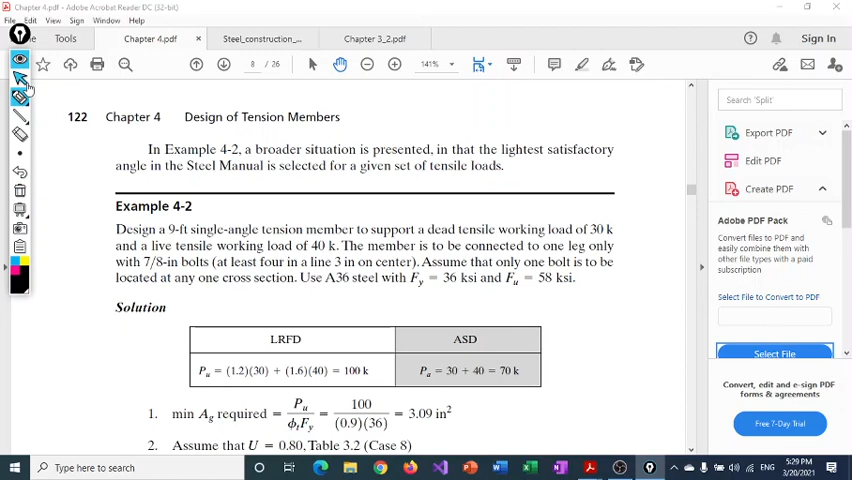 Chapter 4.pdf - Adobe Acrobat Reader DC (32-bit)
File Edit View Sign Window Help
Tools
Chapter 4.pdf ×
Steel_construction_...
Chapter 3_2.pdf
Sign In
8 / 26
141%
Search 'Split'
Export PDF
Edit PDF
Create PDF
Adobe PDF Pack
Convert files to PDF and
easily combine them with
other file types with a paid
subscription
Select File to Convert to PDF
Select File
Convert, edit and e-sign PDF
forms & agreements
Free 7-Day Trial
122 Chapter 4 Design of Tension Members
In Example 4-2, a broader situation is presented, in that the lightest satisfactory
angle in the Steel Manual is selected for a given set of tensile loads.
Example 4-2
Design a 9-ft single-angle tension member to support a dead tensile working load of 30 k
and a live tensile working load of 40 k. The member is to be connected to one leg only
with 7/8-in bolts (at least four in a line 3 in on center). Assume that only one bolt is to be
located at any one cross section. Use A36 steel with Fy = 36 ksi and Fu = 58 ksi.
Solution
LRFD ASD
Pu = (1.2)(30) + (1.6)(40) = 100 k Pa = 30 + 40 = 70 k
1. min Ag required = Pu / ϕtFy = 100 / (0.9)(36) = 3.09 in²
2. Assume that U = 0.80, Table 3.2 (Case 8)
Type here to search
ENG
5:29 PM
3/20/2021